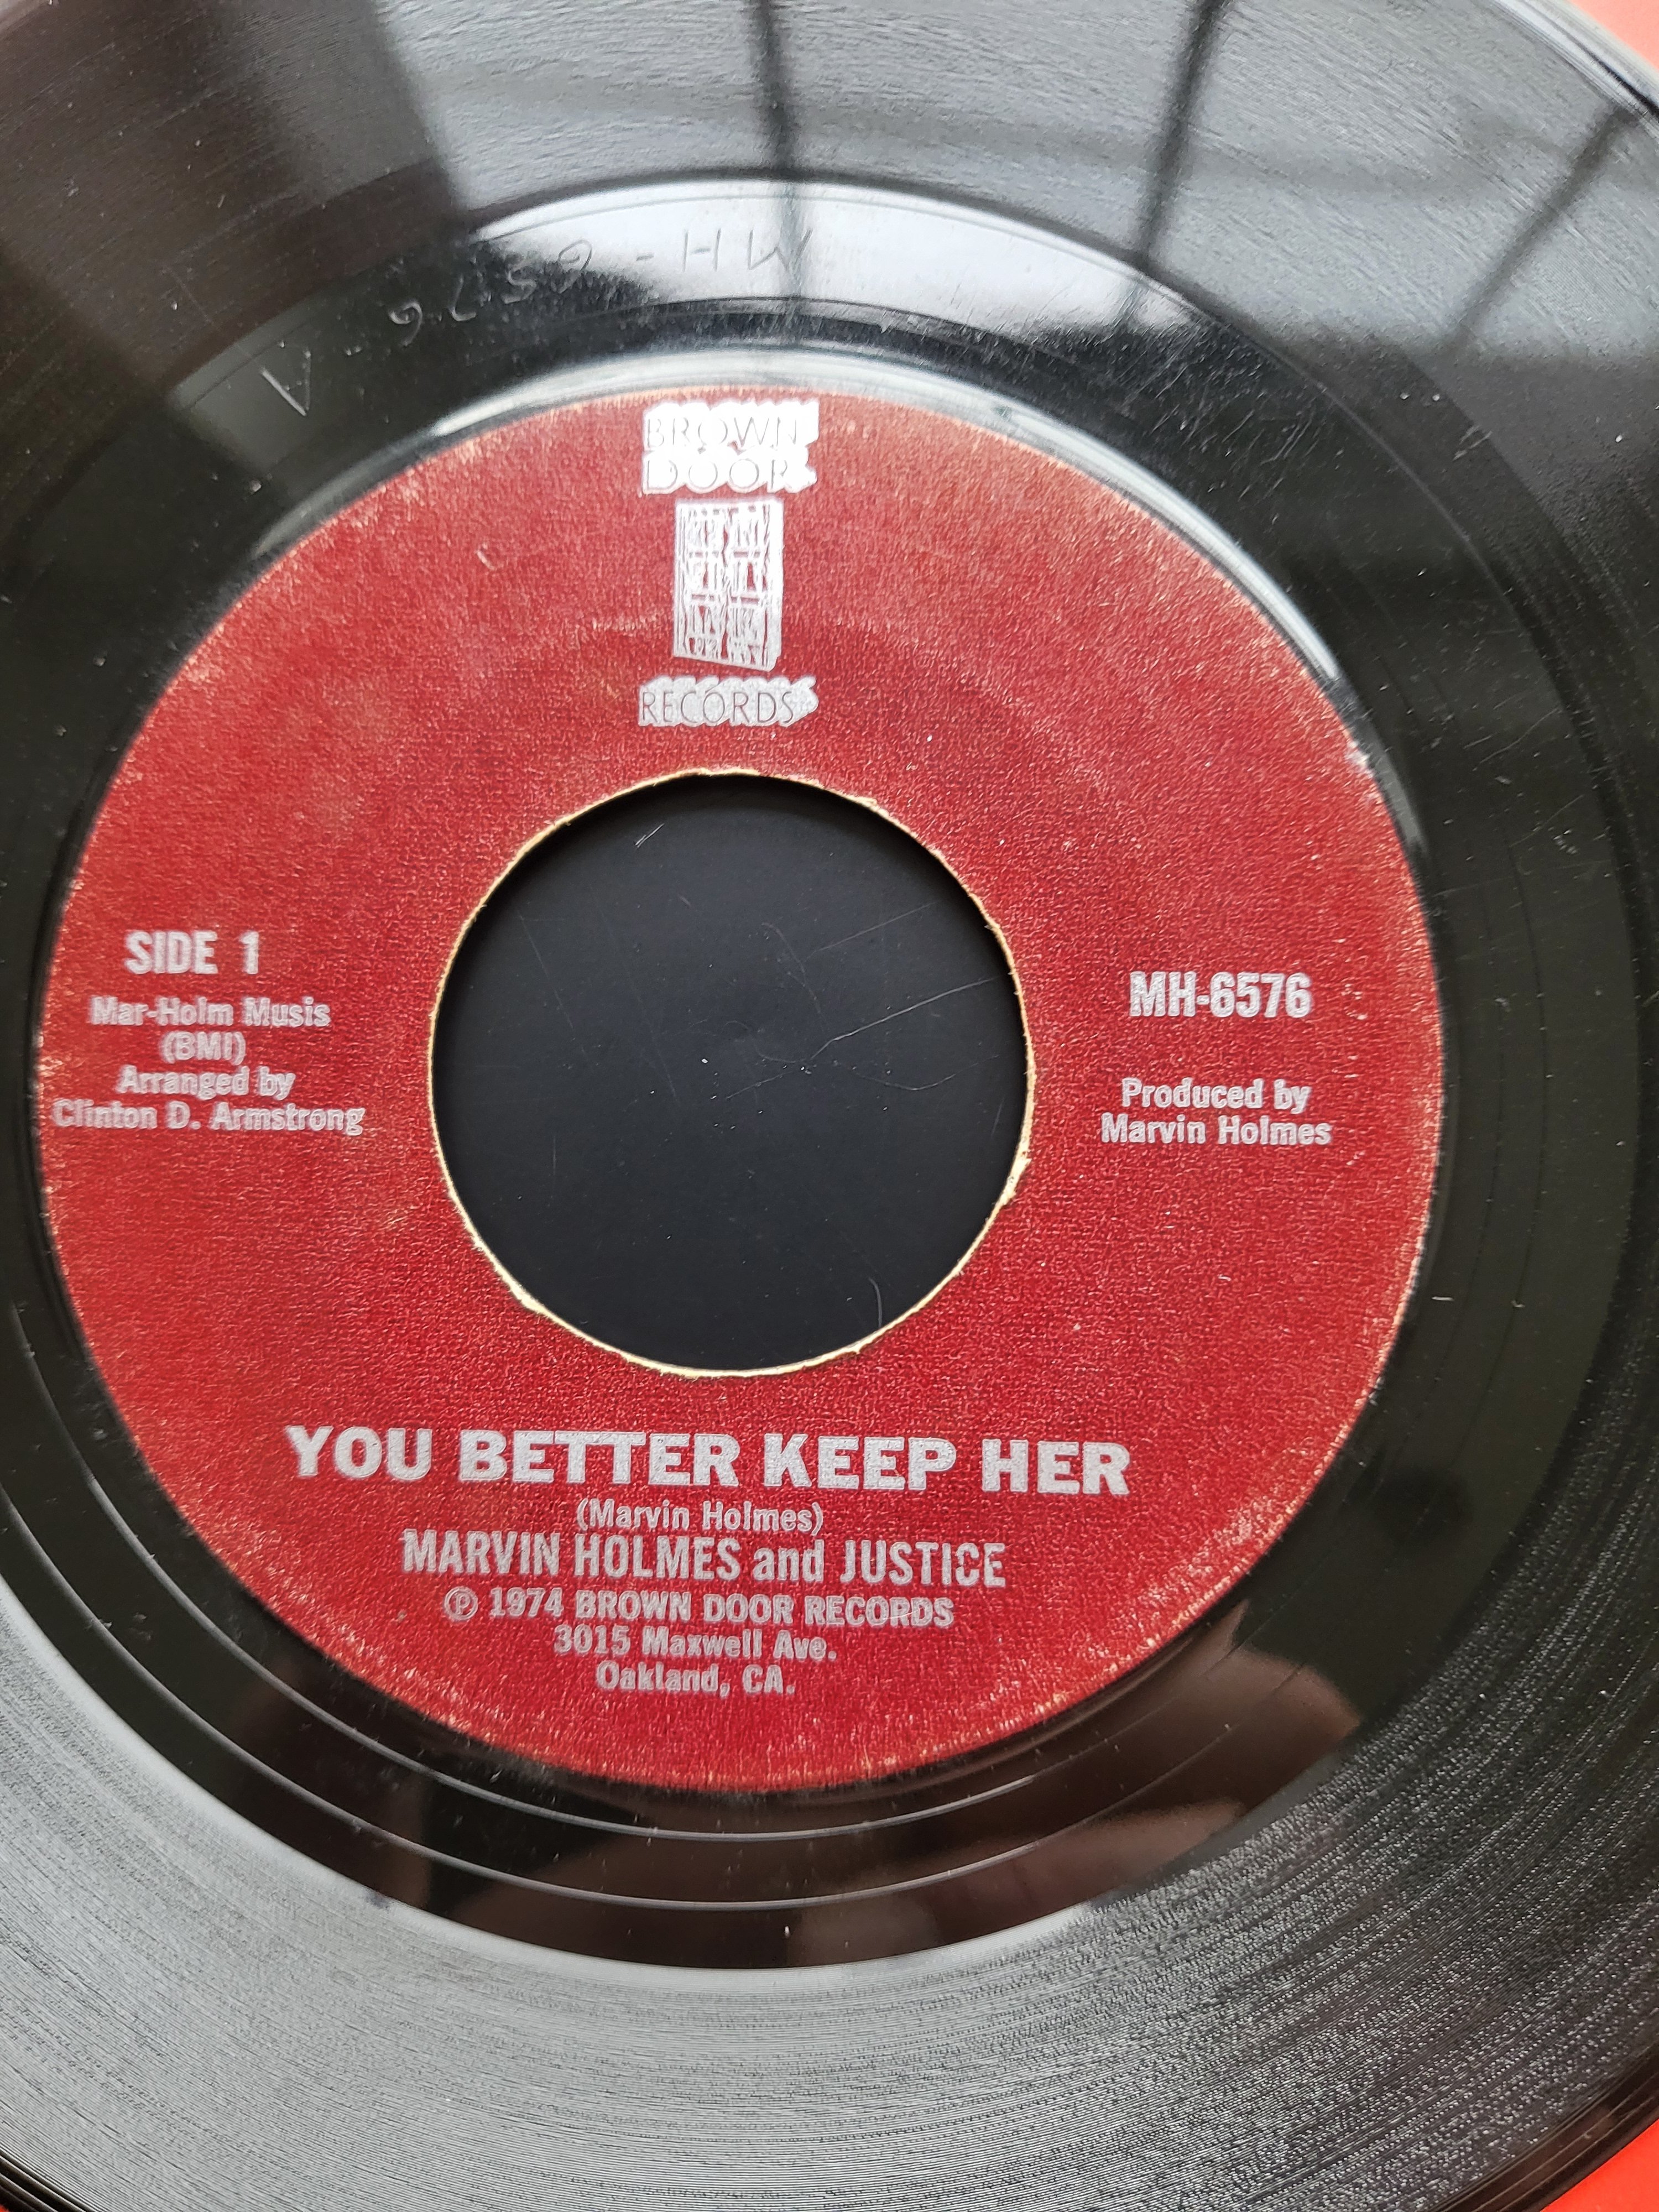 MH-6576-A
BROWN
DOOR
RECORDS
SIDE 1
Mar-Holm Musis
(BMI)
Arranged by
Clinton D. Armstrong
MH-6576
Produced by
Marvin Holmes
YOU BETTER KEEP HER
(Marvin Holmes)
MARVIN HOLMES and JUSTICE
℗ 1974 BROWN DOOR RECORDS
3015 Maxwell Ave.
Oakland, CA.